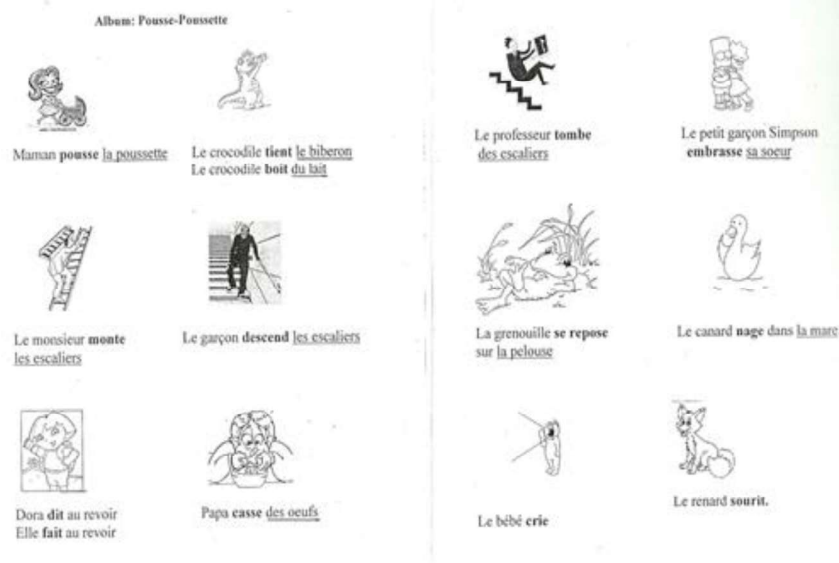 Album: Pousse-Poussette
Maman pousse la poussette
Le crocodile tient le biberon
Le crocodile boit du lait
Le monsieur monte
les escaliers
Le garçon descend les escaliers
Dora dit au revoir
Elle fait au revoir
Papa casse des oeufs
Le professeur tombe
des escaliers
Le petit garçon Simpson
embrasse sa soeur
La grenouille se repose
sur la pelouse
Le canard nage dans la mare
Le bébé crie
Le renard sourit.